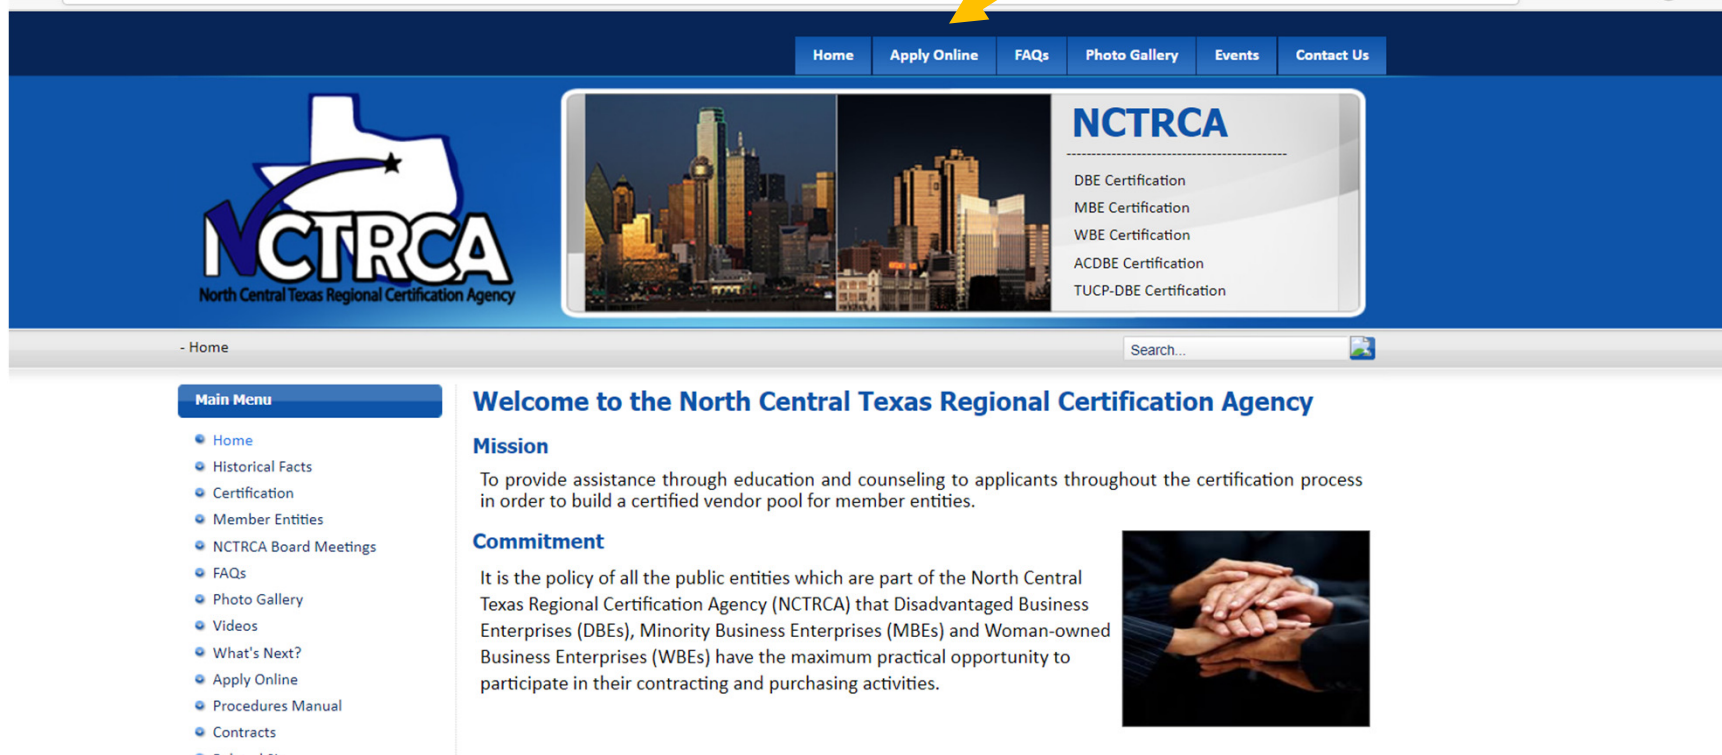 Home Apply Online FAQs Photo Gallery Events Contact Us
NCTRCA
North Central Texas Regional Certification Agency
NCTRCA
DBE Certification
MBE Certification
WBE Certification
ACDBE Certification
TUCP-DBE Certification
- Home
Search...
Main Menu
Home
Historical Facts
Certification
Member Entities
NCTRCA Board Meetings
FAQs
Photo Gallery
Videos
What's Next?
Apply Online
Procedures Manual
Contracts
Welcome to the North Central Texas Regional Certification Agency
Mission
To provide assistance through education and counseling to applicants throughout the certification process
in order to build a certified vendor pool for member entities.
Commitment
It is the policy of all the public entities which are part of the North Central
Texas Regional Certification Agency (NCTRCA) that Disadvantaged Business
Enterprises (DBEs), Minority Business Enterprises (MBEs) and Woman-owned
Business Enterprises (WBEs) have the maximum practical opportunity to
participate in their contracting and purchasing activities.